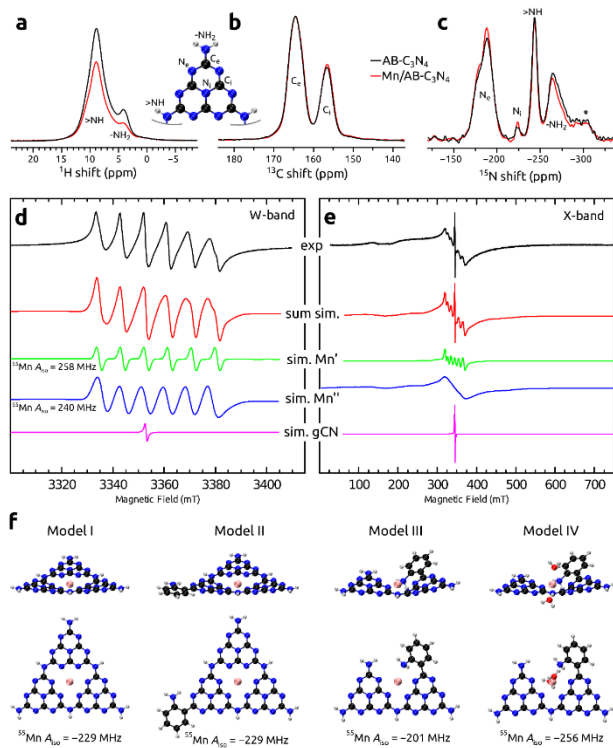 a
b
c
-NH₂
Nₑ
Cₑ
Nᵢ
Cᵢ
>NH
>NH
-NH₂
20 15 10 5 0
¹H shift (ppm)
Cₑ
Cᵢ
180 160 140
¹³C shift (ppm)
>NH
AB-C₃N₄
Mn/AB-C₃N₄
Nₑ
Nᵢ
-NH₂
*
-150 -200 -250 -300
¹⁵N shift (ppm)
d
W-band
e
X-band
exp
sum sim.
sim. Mn'
⁵⁵Mn Aiso = 258 MHz
sim. Mn''
⁵⁵Mn Aiso = 240 MHz
sim. gCN
3320 3340 3360 3380 3400
Magnetic Field (mT)
100 200 300 400 500 600 700
Magnetic Field (mT)
f
Model I
Model II
Model III
Model IV
⁵⁵Mn Aiso = −229 MHz
⁵⁵Mn Aiso = −229 MHz
⁵⁵Mn Aiso = −201 MHz
⁵⁵Mn Aiso = −256 MHz